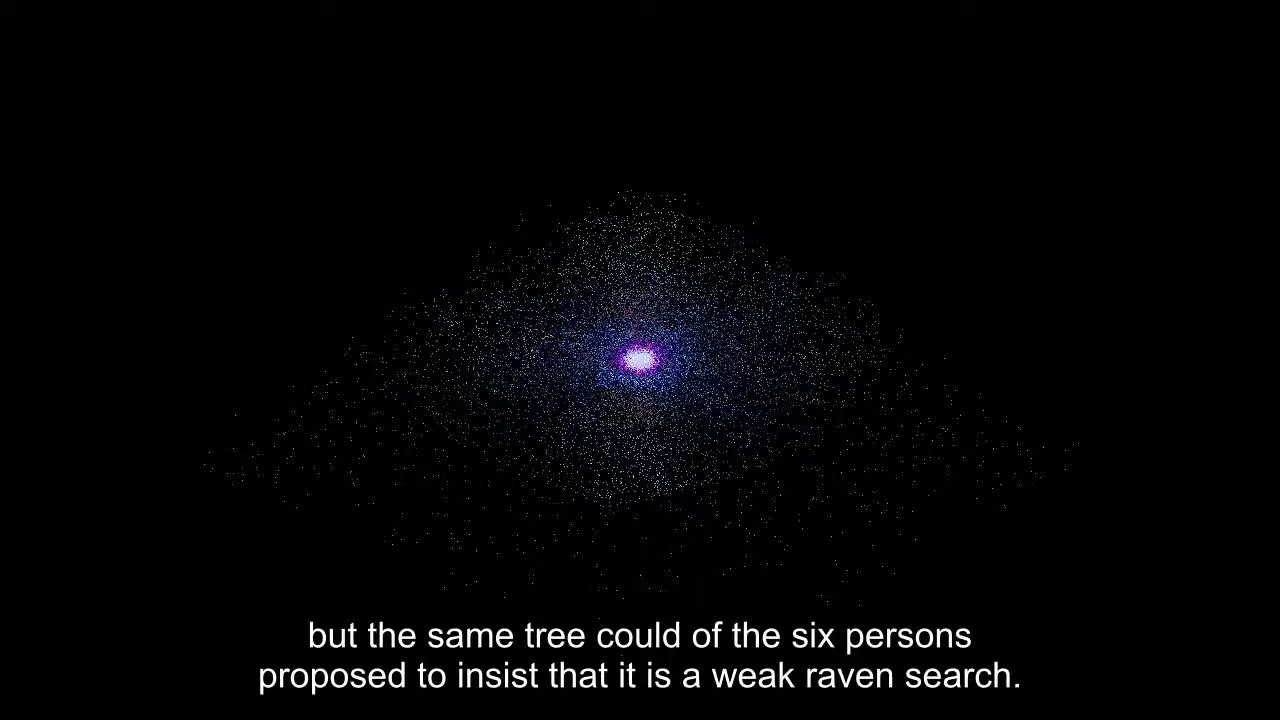 but the same tree could of the six persons
proposed to insist that it is a weak raven search.